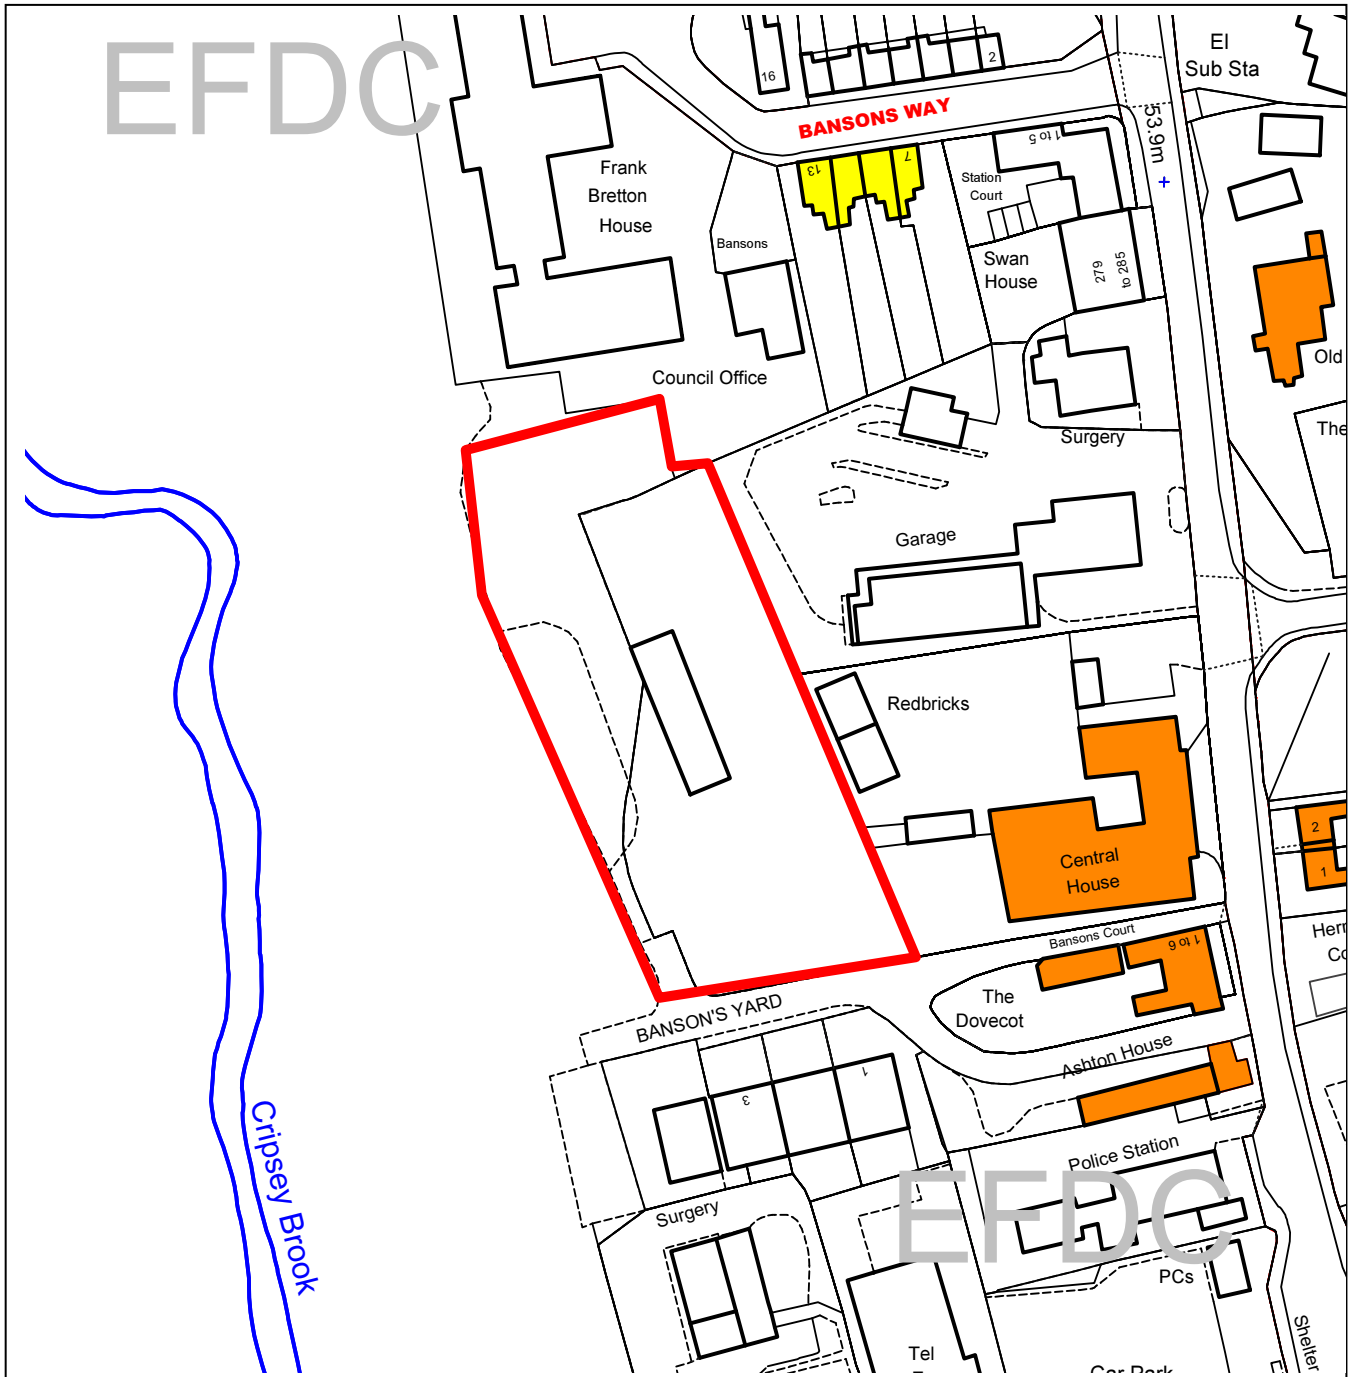 EFDC
El
Sub Sta
16
2
BANSONS WAY
53.9m
1 to 5
13
7
Frank
Bretton
House
Station
Court
Bansons
Swan
House
279
to 285
Old
Council Office
Surgery
The
Garage
Redbricks
Central
House
2
1
Bansons Court
1 to 6
The
Dovecot
BANSON'S YARD
Ashton House
1
3
Cripsey Brook
Police Station
EFDC
Surgery
PCs
Shelter
Tel
Car Park